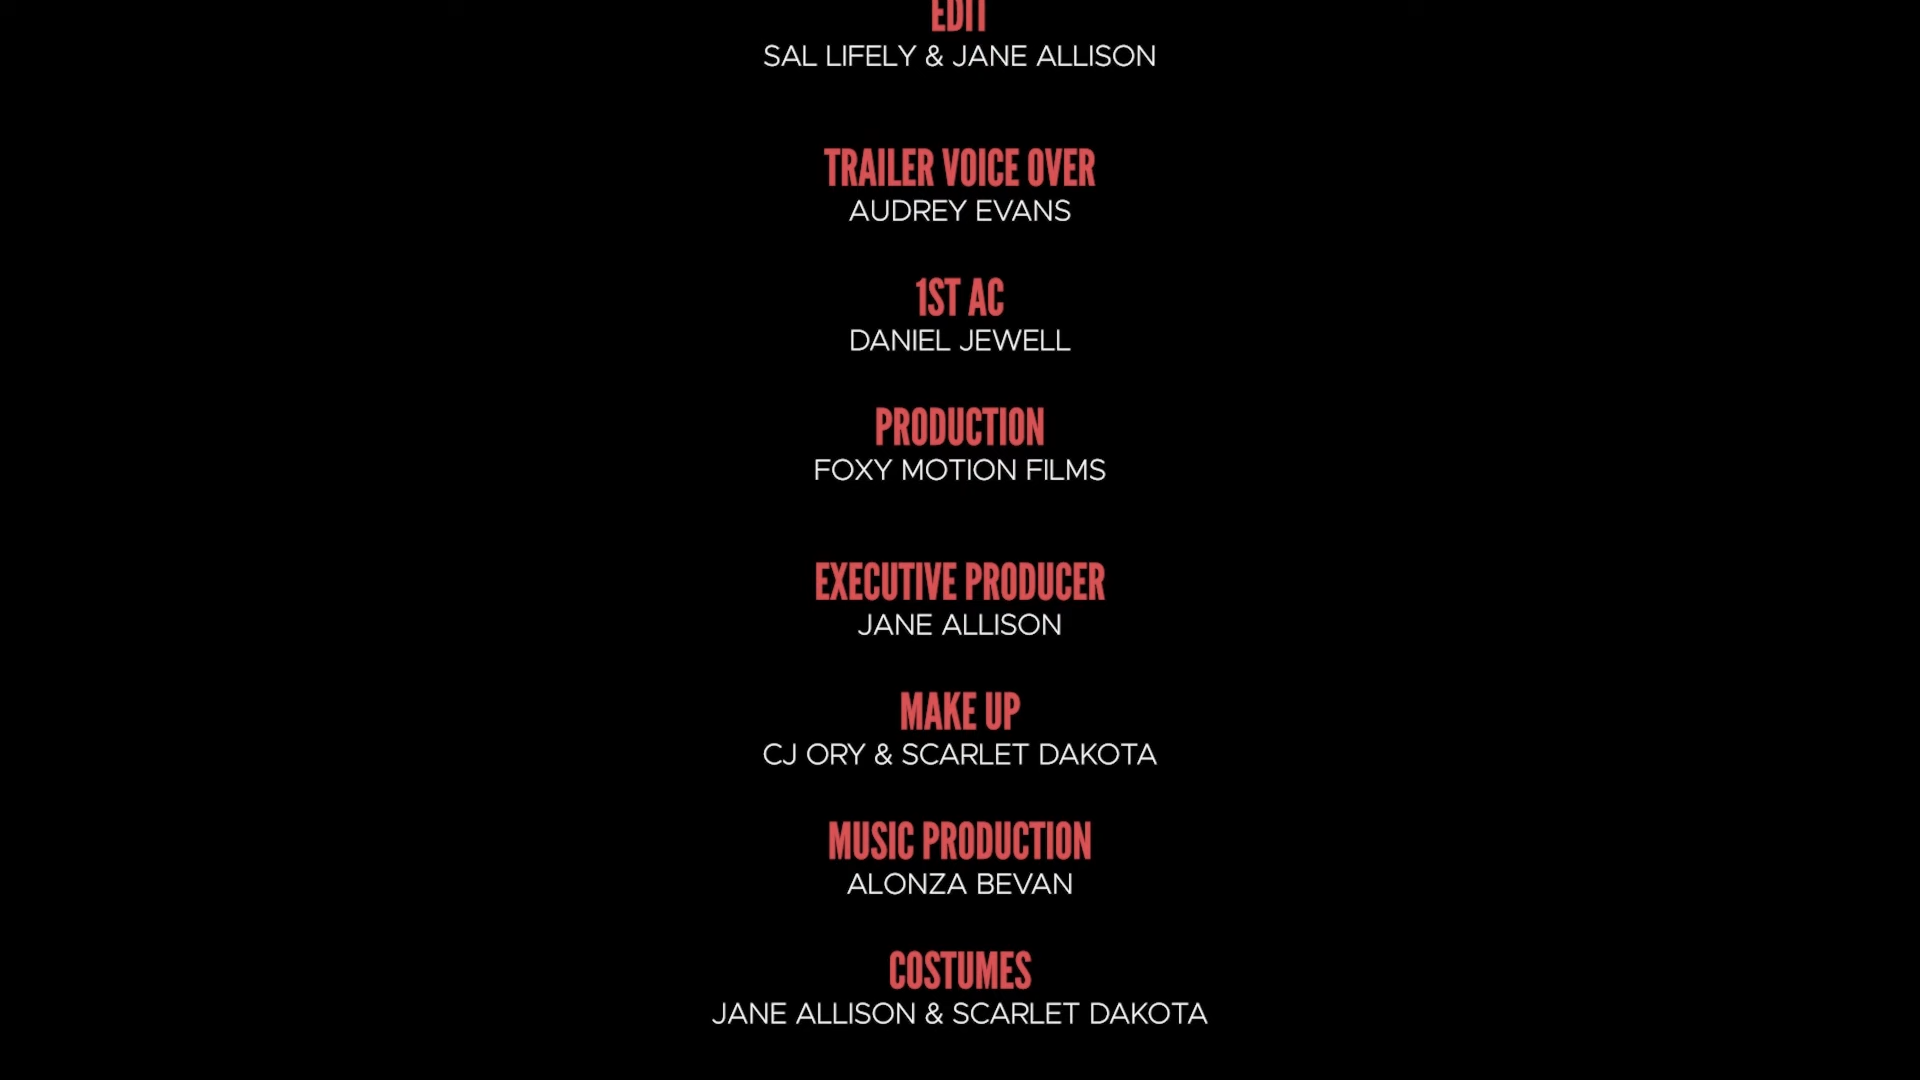 EDIT
SAL LIFELY & JANE ALLISON
TRAILER VOICE OVER
AUDREY EVANS
1ST AC
DANIEL JEWELL
PRODUCTION
FOXY MOTION FILMS
EXECUTIVE PRODUCER
JANE ALLISON
MAKE UP
CJ ORY & SCARLET DAKOTA
MUSIC PRODUCTION
ALONZA BEVAN
COSTUMES
JANE ALLISON & SCARLET DAKOTA